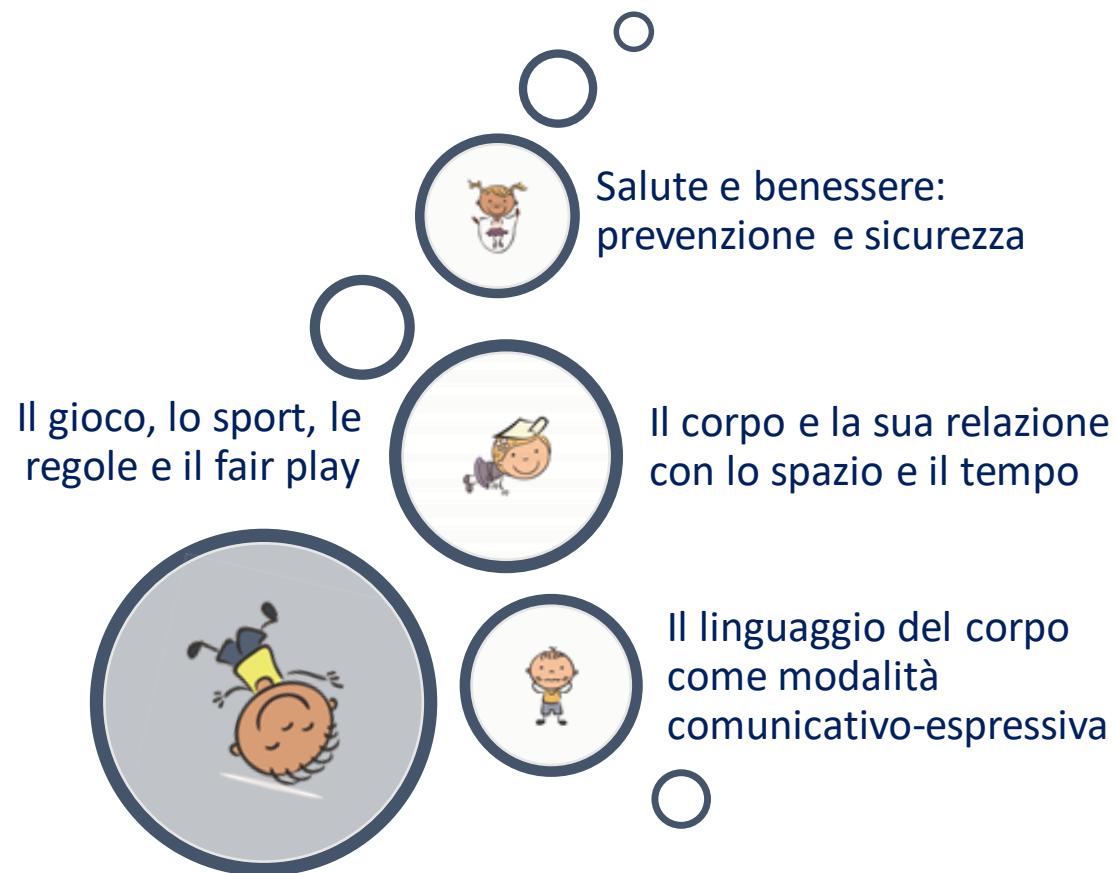 Salute e benessere:
prevenzione e sicurezza
Il gioco, lo sport, le
regole e il fair play
Il corpo e la sua relazione
con lo spazio e il tempo
Il linguaggio del corpo
come modalità
comunicativo-espressiva